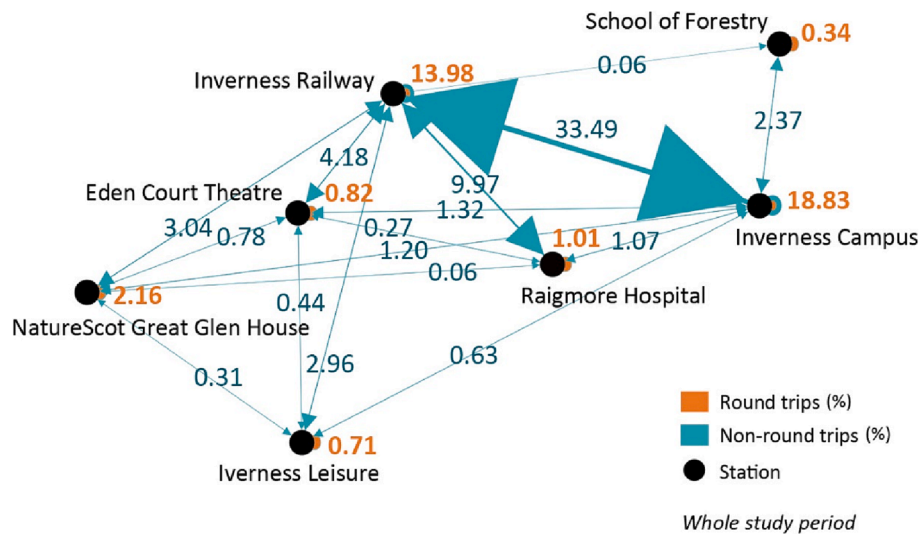 School of Forestry
0.34
0.06
Inverness Railway
13.98
33.49
2.37
4.18
Eden Court Theatre
0.82
9.97
1.32
18.83
3.04
0.78
0.27
1.20
1.01
1.07
Inverness Campus
0.06
2.16
Raigmore Hospital
NatureScot Great Glen House
0.44
2.96
0.63
0.31
0.71
Iverness Leisure
Round trips (%)
Non-round trips (%)
Station
Whole study period